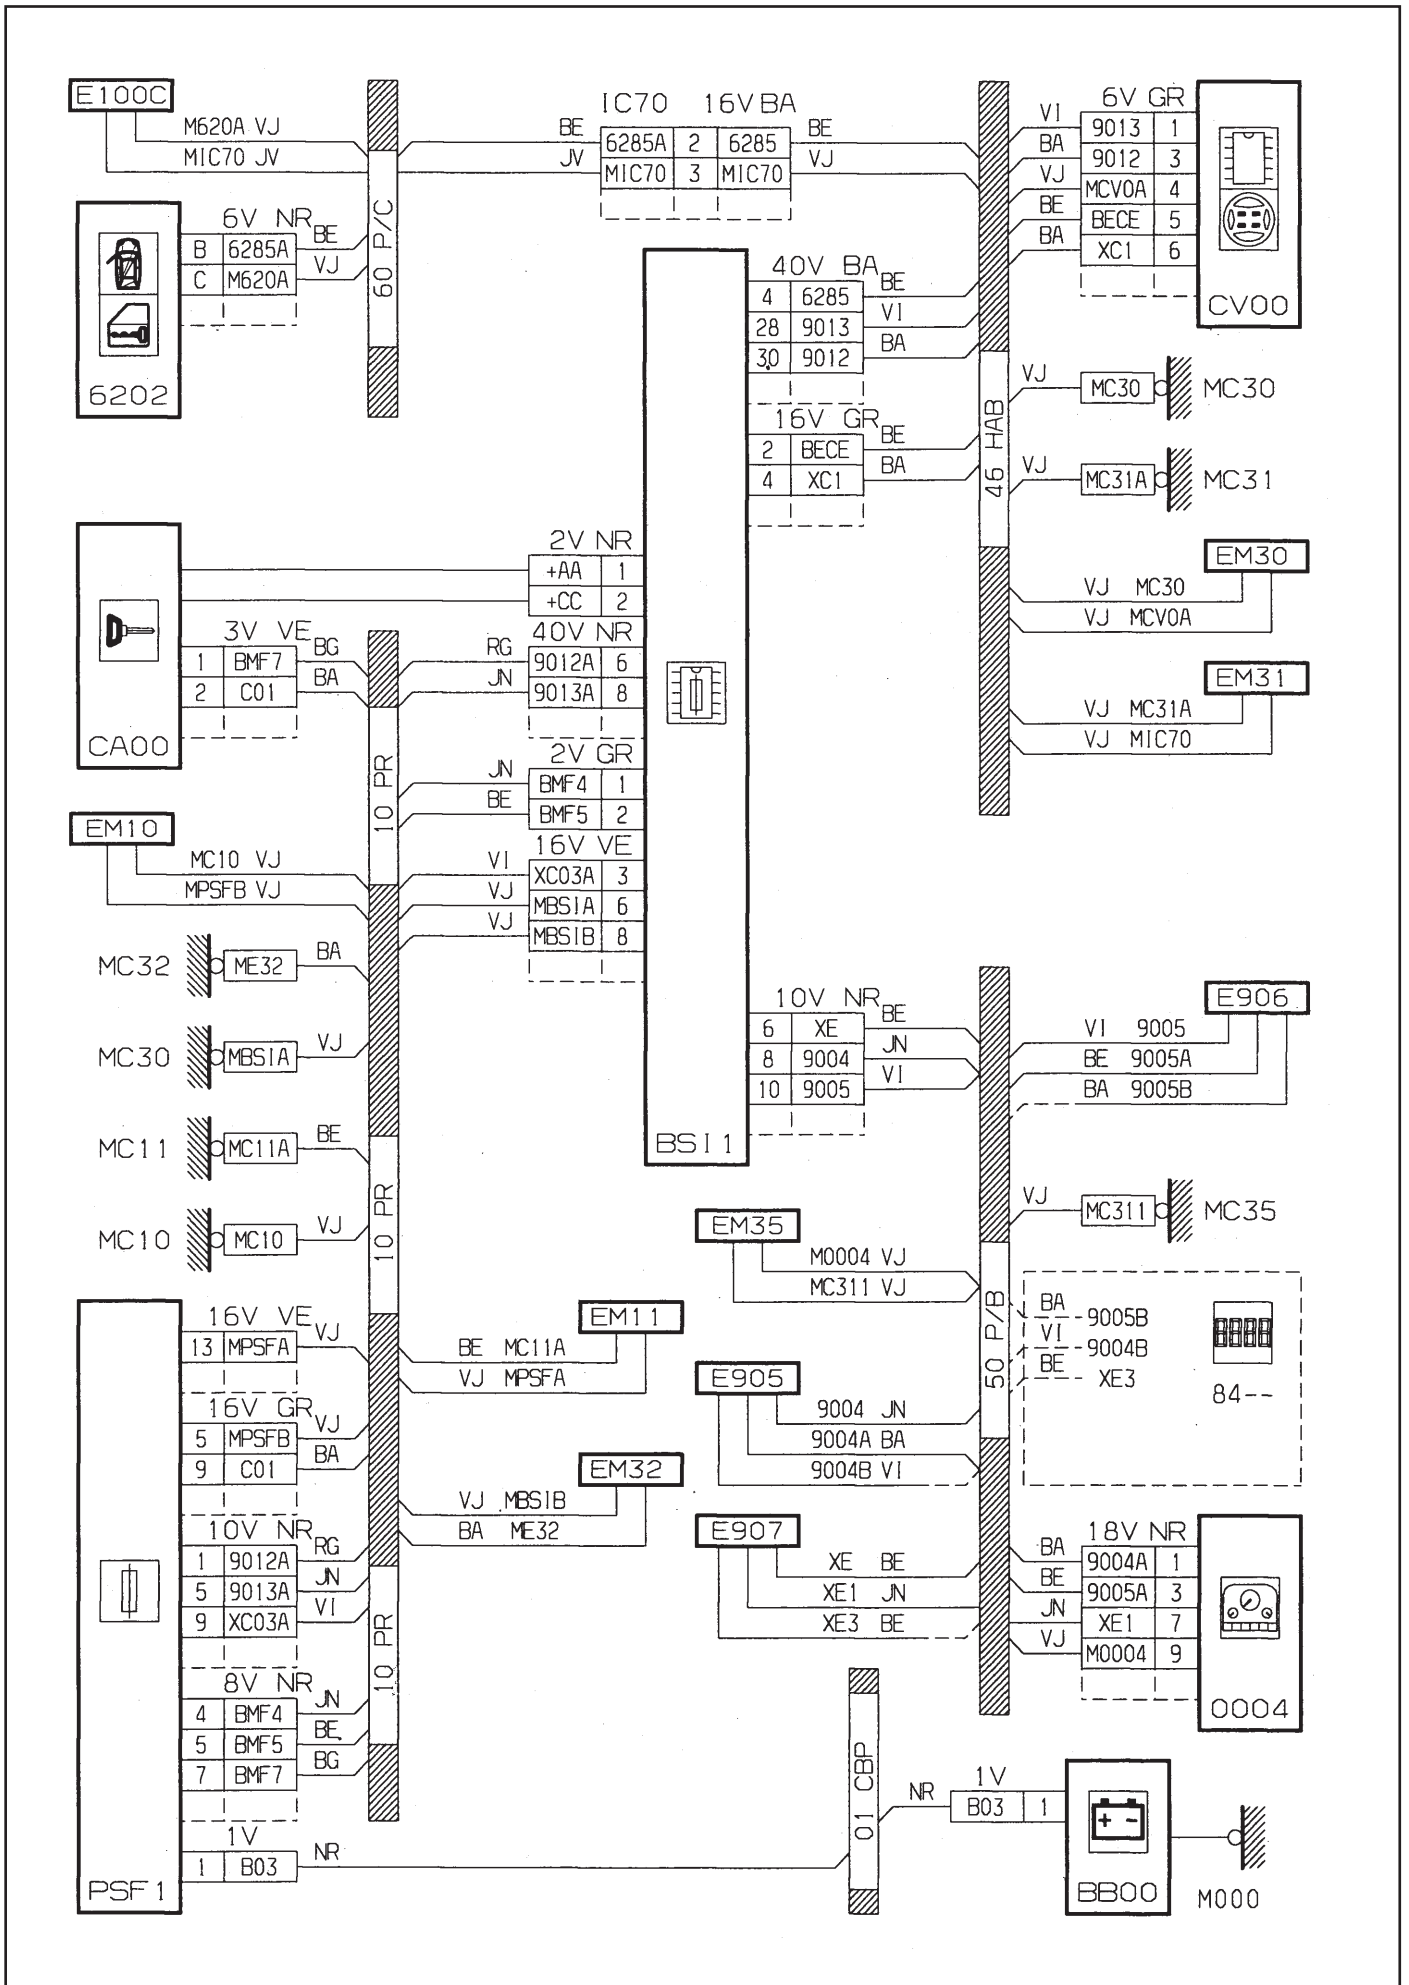 E100C
M620A VJ
MIC70 JV
6V NR
B 6285A BE
C M620A VJ
6202
60 P/C
IC70 16V BA
BE 6285A 2 6285 BE
JV MIC70 3 MIC70 VJ
6V GR
VI 9013 1
BA 9012 3
VJ MCV0A 4
BE BECE 5
BA XC1 6
CV00
40V BA
4 6285 BE
28 9013 VI
30 9012 BA
16V GR
2 BECE BE
4 XC1 BA
46 HAB
VJ MC30 MC30
VJ MC31A MC31
EM30
VJ MC30
VJ MCV0A
EM31
VJ MC31A
VJ MIC70
2V NR
+AA 1
+CC 2
3V VE
1 BMF7 BG
2 C01 BA
CA00
40V NR
RG 9012A 6
JN 9013A 8
10 PR
2V GR
JN BMF4 1
BE BMF5 2
16V VE
VI XC03A 3
VJ MBSIA 6
VJ MBSIB 8
EM10
MC10 VJ
MPSFB VJ
MC32 ME32 BA
MC30 MBSIA VJ
MC11 MC11A BE
MC10 MC10 VJ
10 PR
10V NR
6 XE BE
8 9004 JN
10 9005 VI
BSI1
E906
VI 9005
BE 9005A
BA 9005B
VJ MC311 MC35
EM35
M0004 VJ
MC311 VJ
50 P/B
BA 9005B
VI 9004B
BE XE3
84--
E905
9004 JN
9004A BA
9004B VI
E907
XE BE
XE1 JN
XE3 BE
18V NR
BA 9004A 1
BE 9005A 3
JN XE1 7
VJ M0004 9
0004
16V VE
13 MPSFA VJ
16V GR
5 MPSFB VJ
9 C01 BA
10V NR
1 9012A RG
5 9013A JN
9 XC03A VI
8V NR
4 BMF4 JN
5 BMF5 BE
7 BMF7 BG
1V
1 B03 NR
PSF1
EM11
BE MC11A
VJ MPSFA
EM32
VJ MBSIB
BA ME32
10 PR
01 CBP
1V
NR B03 1
+ -
BB00
M000